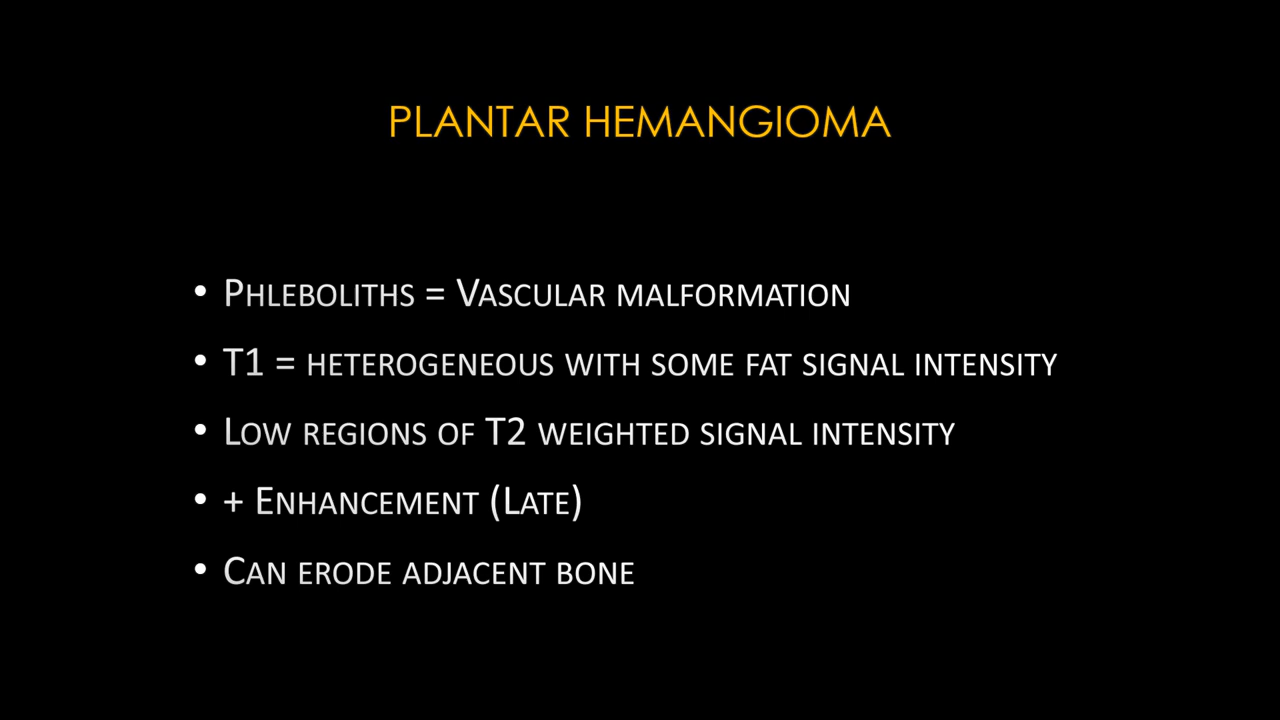 PLANTAR HEMANGIOMA
• Phleboliths = Vascular malformation
• T1 = heterogeneous with some fat signal intensity
• Low regions of T2 weighted signal intensity
• + Enhancement (Late)
• Can erode adjacent bone